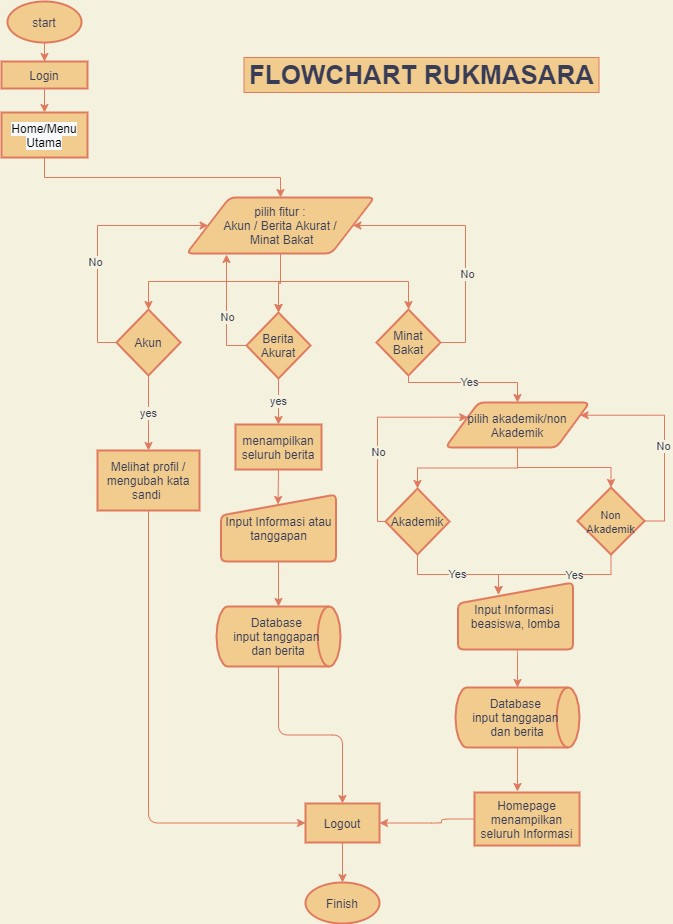 start
FLOWCHART RUKMASARA
Login
Home/Menu
Utama
pilih fitur :
Akun / Berita Akurat /
Minat Bakat
No
No
No
Akun
Berita
Akurat
Minat
Bakat
Yes
yes
yes
pilih akademik/non
Akademik
menampilkan
seluruh berita
No
No
Melihat profil /
mengubah kata
sandi
Input Informasi atau
tanggapan
Akademik
Non
Akademik
Yes
Yes
Input Informasi
beasiswa, lomba
Database
input tanggapan
dan berita
Database
input tanggapan
dan berita
Homepage
menampilkan
seluruh Informasi
Logout
Finish